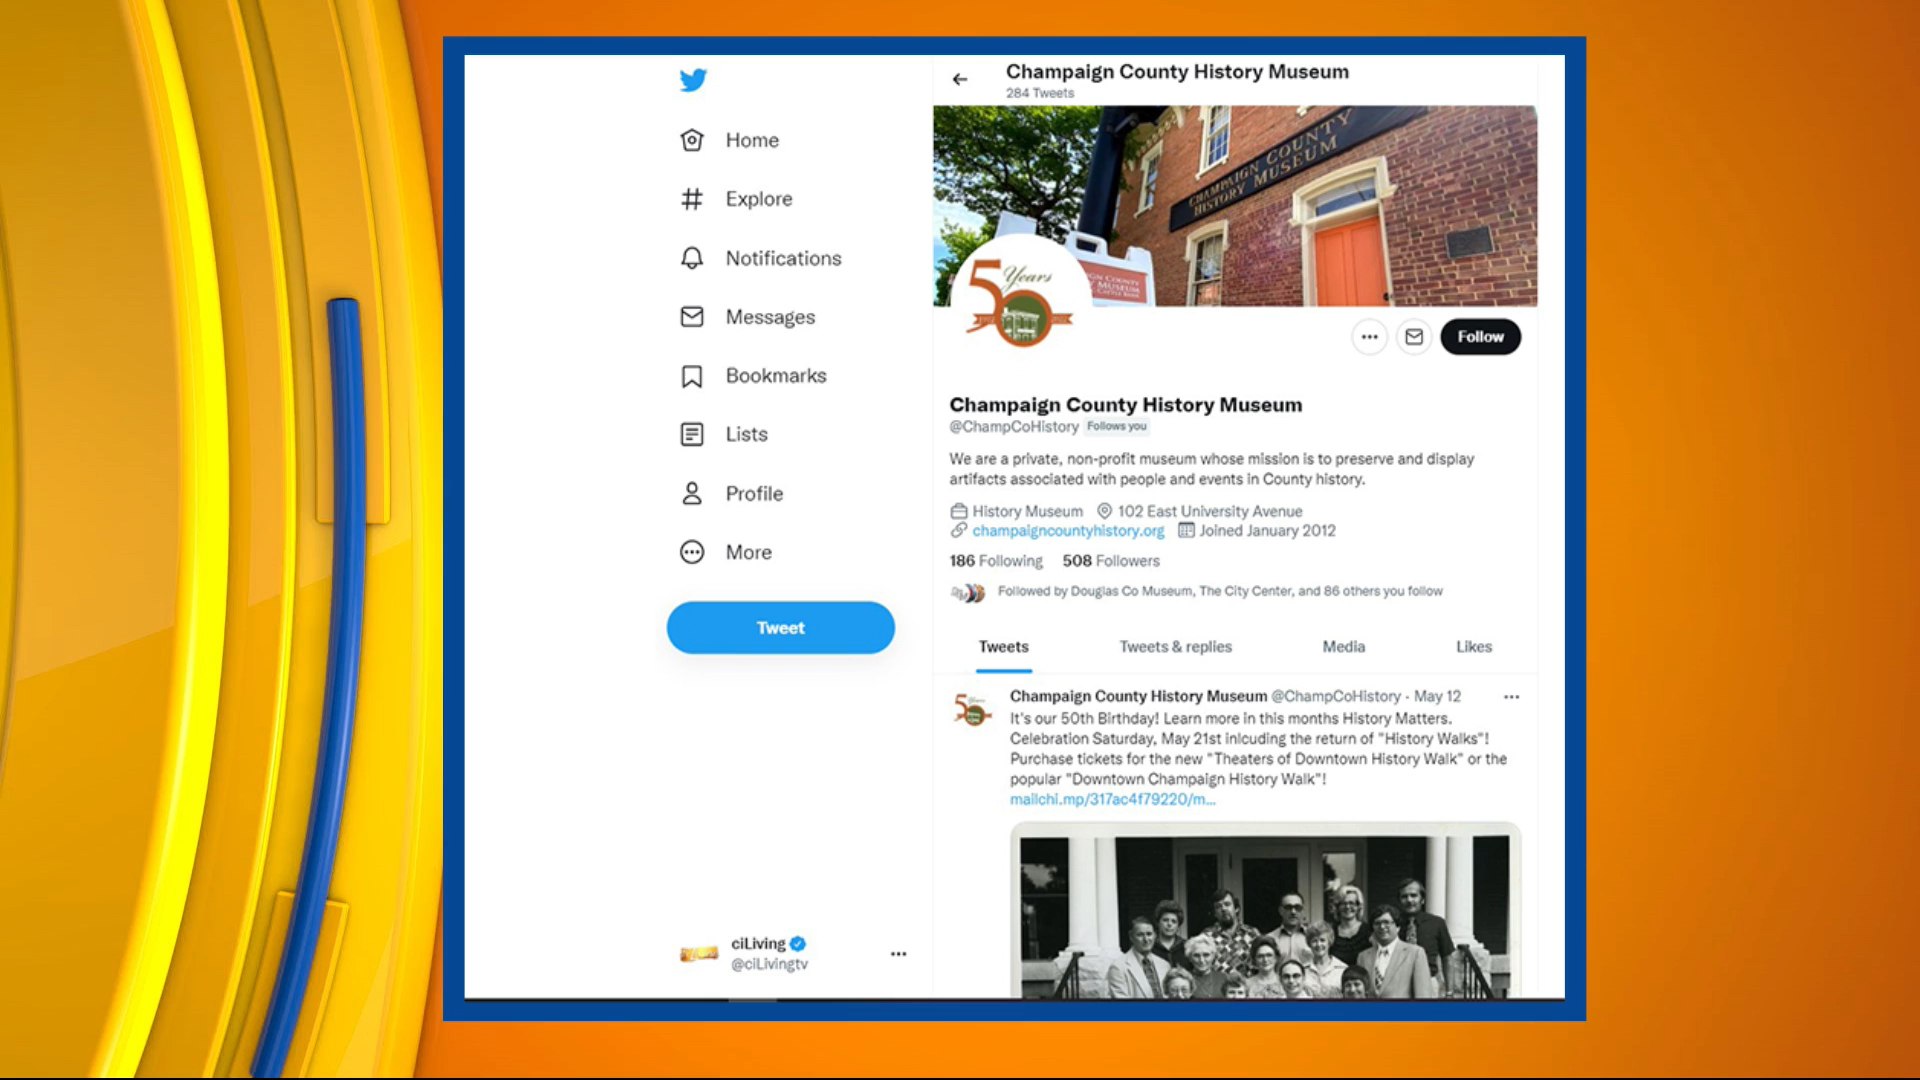 Home
Explore
Notifications
Messages
Bookmarks
Lists
Profile
More
Tweet
ciLiving
@ciLivingtv
Champaign County History Museum
284 Tweets
CHAMPAIGN COUNTY
HISTORY MUSEUM
50 Years
Follow
Champaign County History Museum
@ChampCoHistory Follows you
We are a private, non-profit museum whose mission is to preserve and display
artifacts associated with people and events in County history.
History Museum 102 East University Avenue
champaigncountyhistory.org Joined January 2012
186 Following 508 Followers
Followed by Douglas Co Museum, The City Center, and 86 others you follow
Tweets Tweets & replies Media Likes
Champaign County History Museum @ChampCoHistory · May 12
It's our 50th Birthday! Learn more in this months History Matters.
Celebration Saturday, May 21st inlcuding the return of "History Walks"!
Purchase tickets for the new "Theaters of Downtown History Walk" or the
popular "Downtown Champaign History Walk"!
mailchi.mp/317ac4f79220/m...